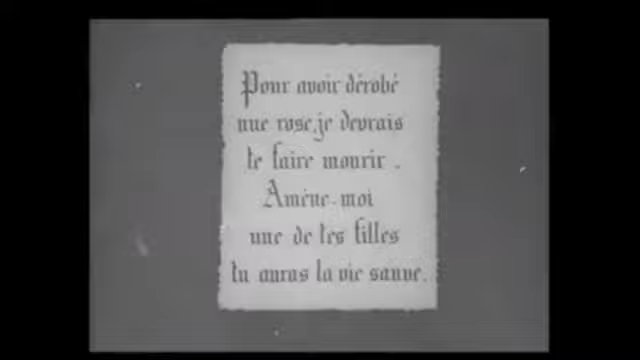 Pour avoir dérobé
une rose, je devrais
te faire mourir.
Amène-moi
une de tes filles
tu auras la vie sauve.